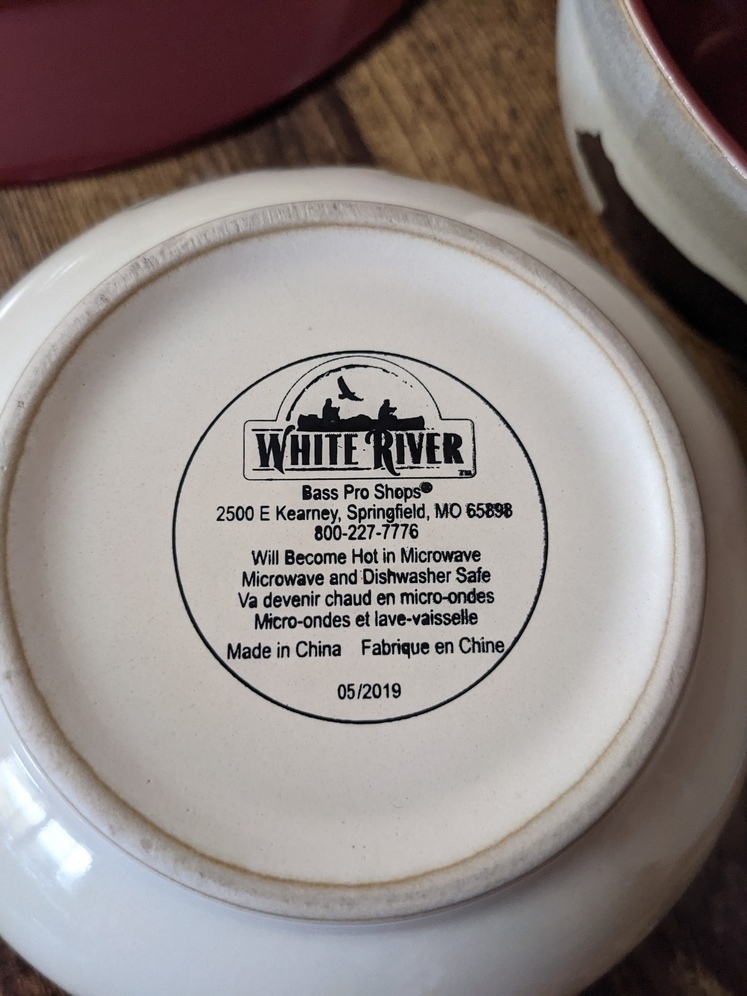 WHITE RIVER TM
Bass Pro Shops®
2500 E Kearney, Springfield, MO 65898
800-227-7776
Will Become Hot in Microwave
Microwave and Dishwasher Safe
Va devenir chaud en micro-ondes
Micro-ondes et lave-vaisselle
Made in China Fabrique en Chine
05/2019